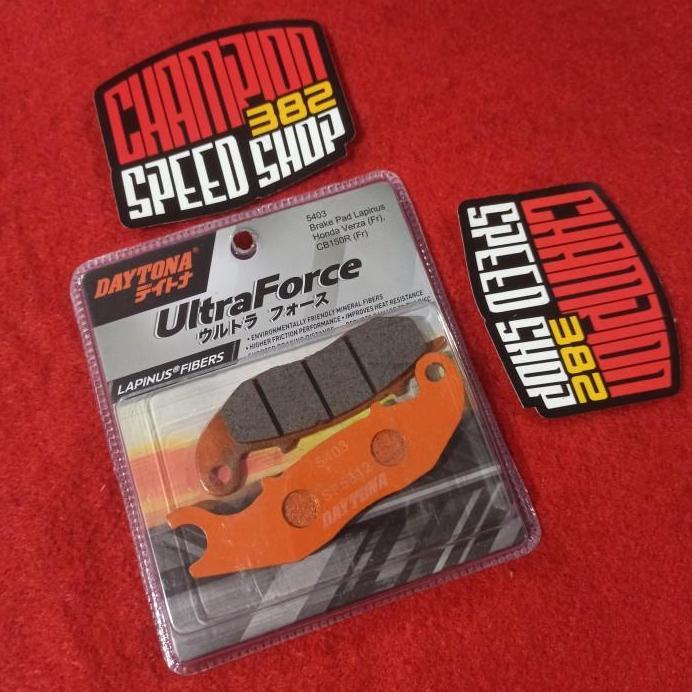 CHAMPION
382
SPEED SHOP
5403
Brake Pad Lapinus
Honda Verza (Fr),
CB150R (Fr)
DAYTONA®
デイトナ
UltraForce
ウルトラ フォース
• ENVIRONMENTALLY FRIENDLY MINERAL FIBERS
• HIGHER FRICTION PERFORMANCE • IMPROVES HEAT RESISTANCE
LAPINUS® FIBERS
5403
DAYTONA
CHAMPION
382
SPEED SHOP